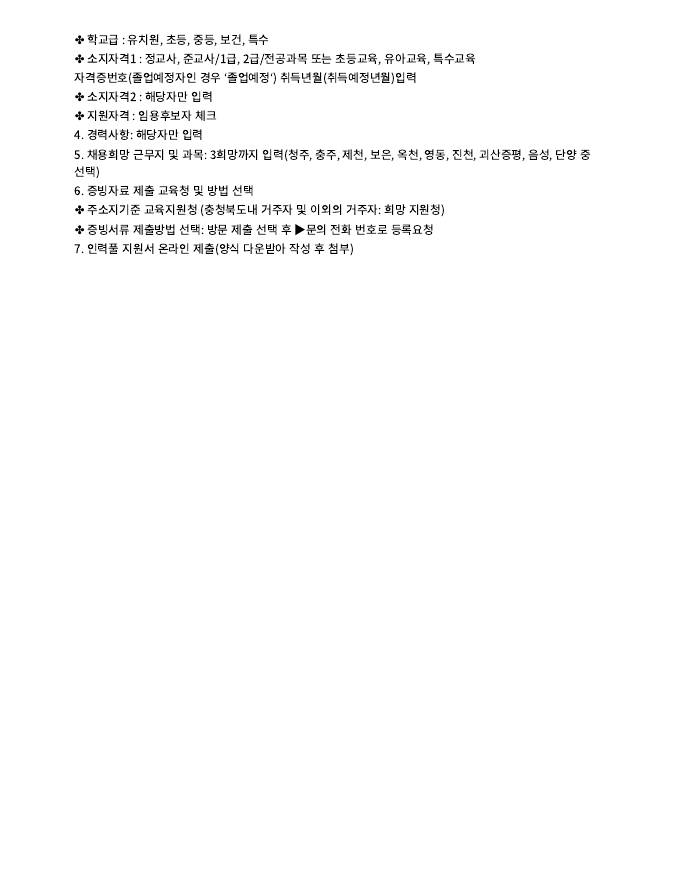 ✤ 학교급 : 유치원, 초등, 중등, 보건, 특수
✤ 소지자격1 : 정교사, 준교사/1급, 2급/전공과목 또는 초등교육, 유아교육, 특수교육
자격증번호(졸업예정자인 경우 ‘졸업예정’) 취득년월(취득예정년월)입력
✤ 소지자격2 : 해당자만 입력
✤ 지원자격 : 임용후보자 체크
4. 경력사항: 해당자만 입력
5. 채용희망 근무지 및 과목: 3희망까지 입력(청주, 충주, 제천, 보은, 옥천, 영동, 진천, 괴산증평, 음성, 단양 중
선택)
6. 증빙자료 제출 교육청 및 방법 선택
✤ 주소지기준 교육지원청 (충청북도내 거주자 및 이외의 거주자: 희망 지원청)
✤ 증빙서류 제출방법 선택: 방문 제출 선택 후 ▶문의 전화 번호로 등록요청
7. 인력풀 지원서 온라인 제출(양식 다운받아 작성 후 첨부)